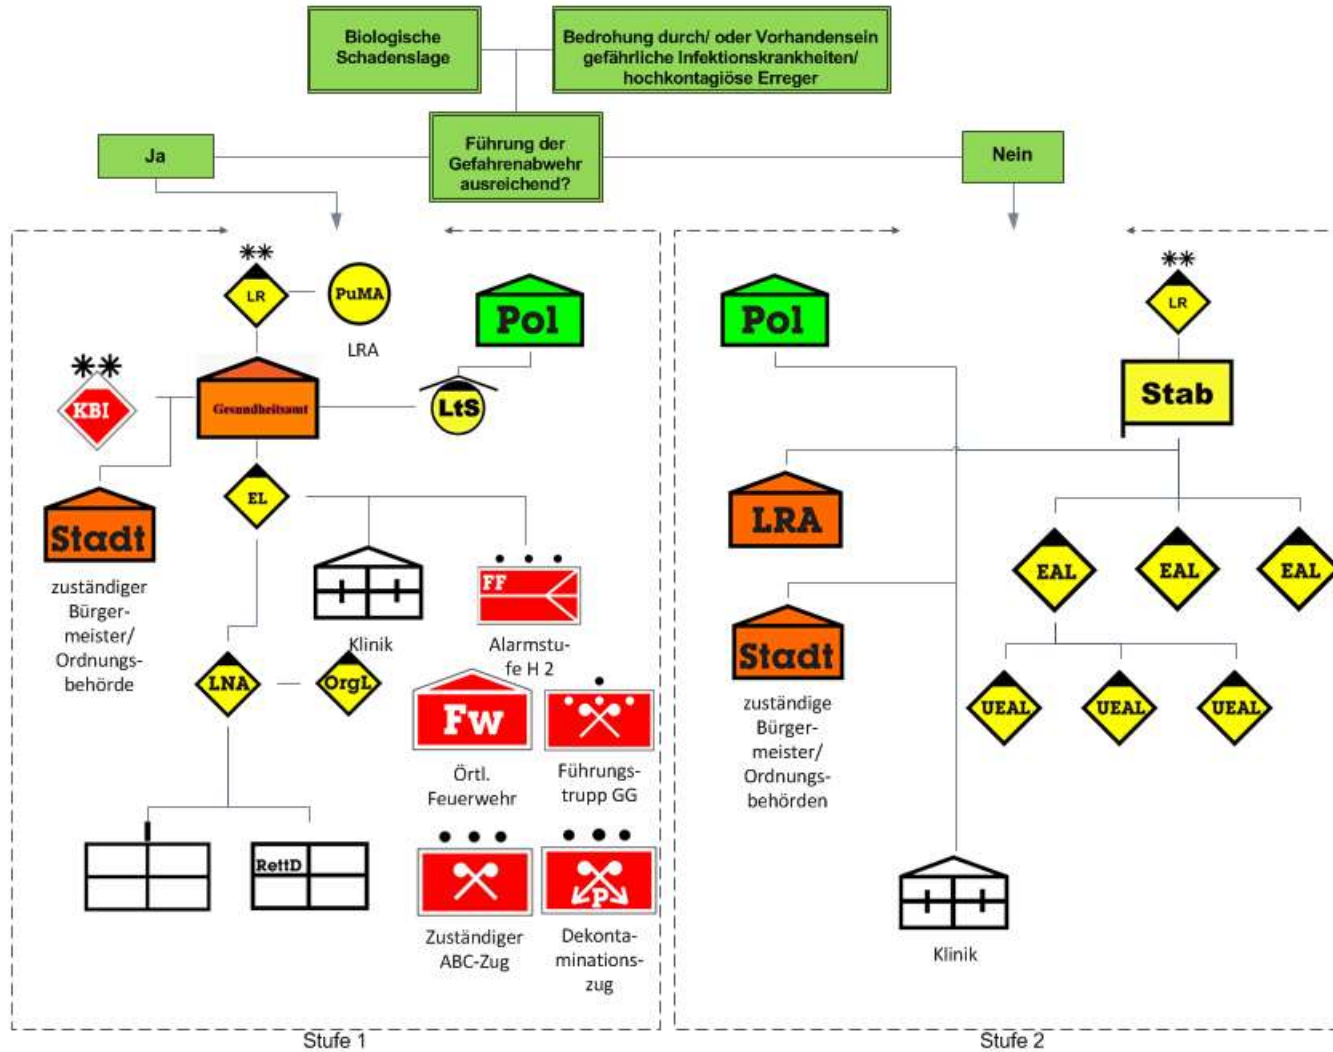 Biologische
Schadenslage
Bedrohung durch/ oder Vorhandensein
gefährliche Infektionskrankheiten/
hochkontagiöse Erreger
Ja
Führung der
Gefahrenabwehr
ausreichend?
Nein
**
LR
PuMA
LRA
Pol
**
KBI
Gesundheitsamt
LtS
EL
Stadt
zuständiger
Bürger-
meister/
Ordnungs-
behörde
Klinik
FF
Alarmstu-
fe H 2
LNA
OrgL
Fw
Örtl.
Feuerwehr
Führungs-
trupp GG
RettD
Zuständiger
ABC-Zug
P
Dekonta-
minations-
zug
Stufe 1
Pol
**
LR
Stab
LRA
EAL
EAL
EAL
Stadt
zuständige
Bürger-
meister/
Ordnungs-
behörden
UEAL
UEAL
UEAL
Klinik
Stufe 2